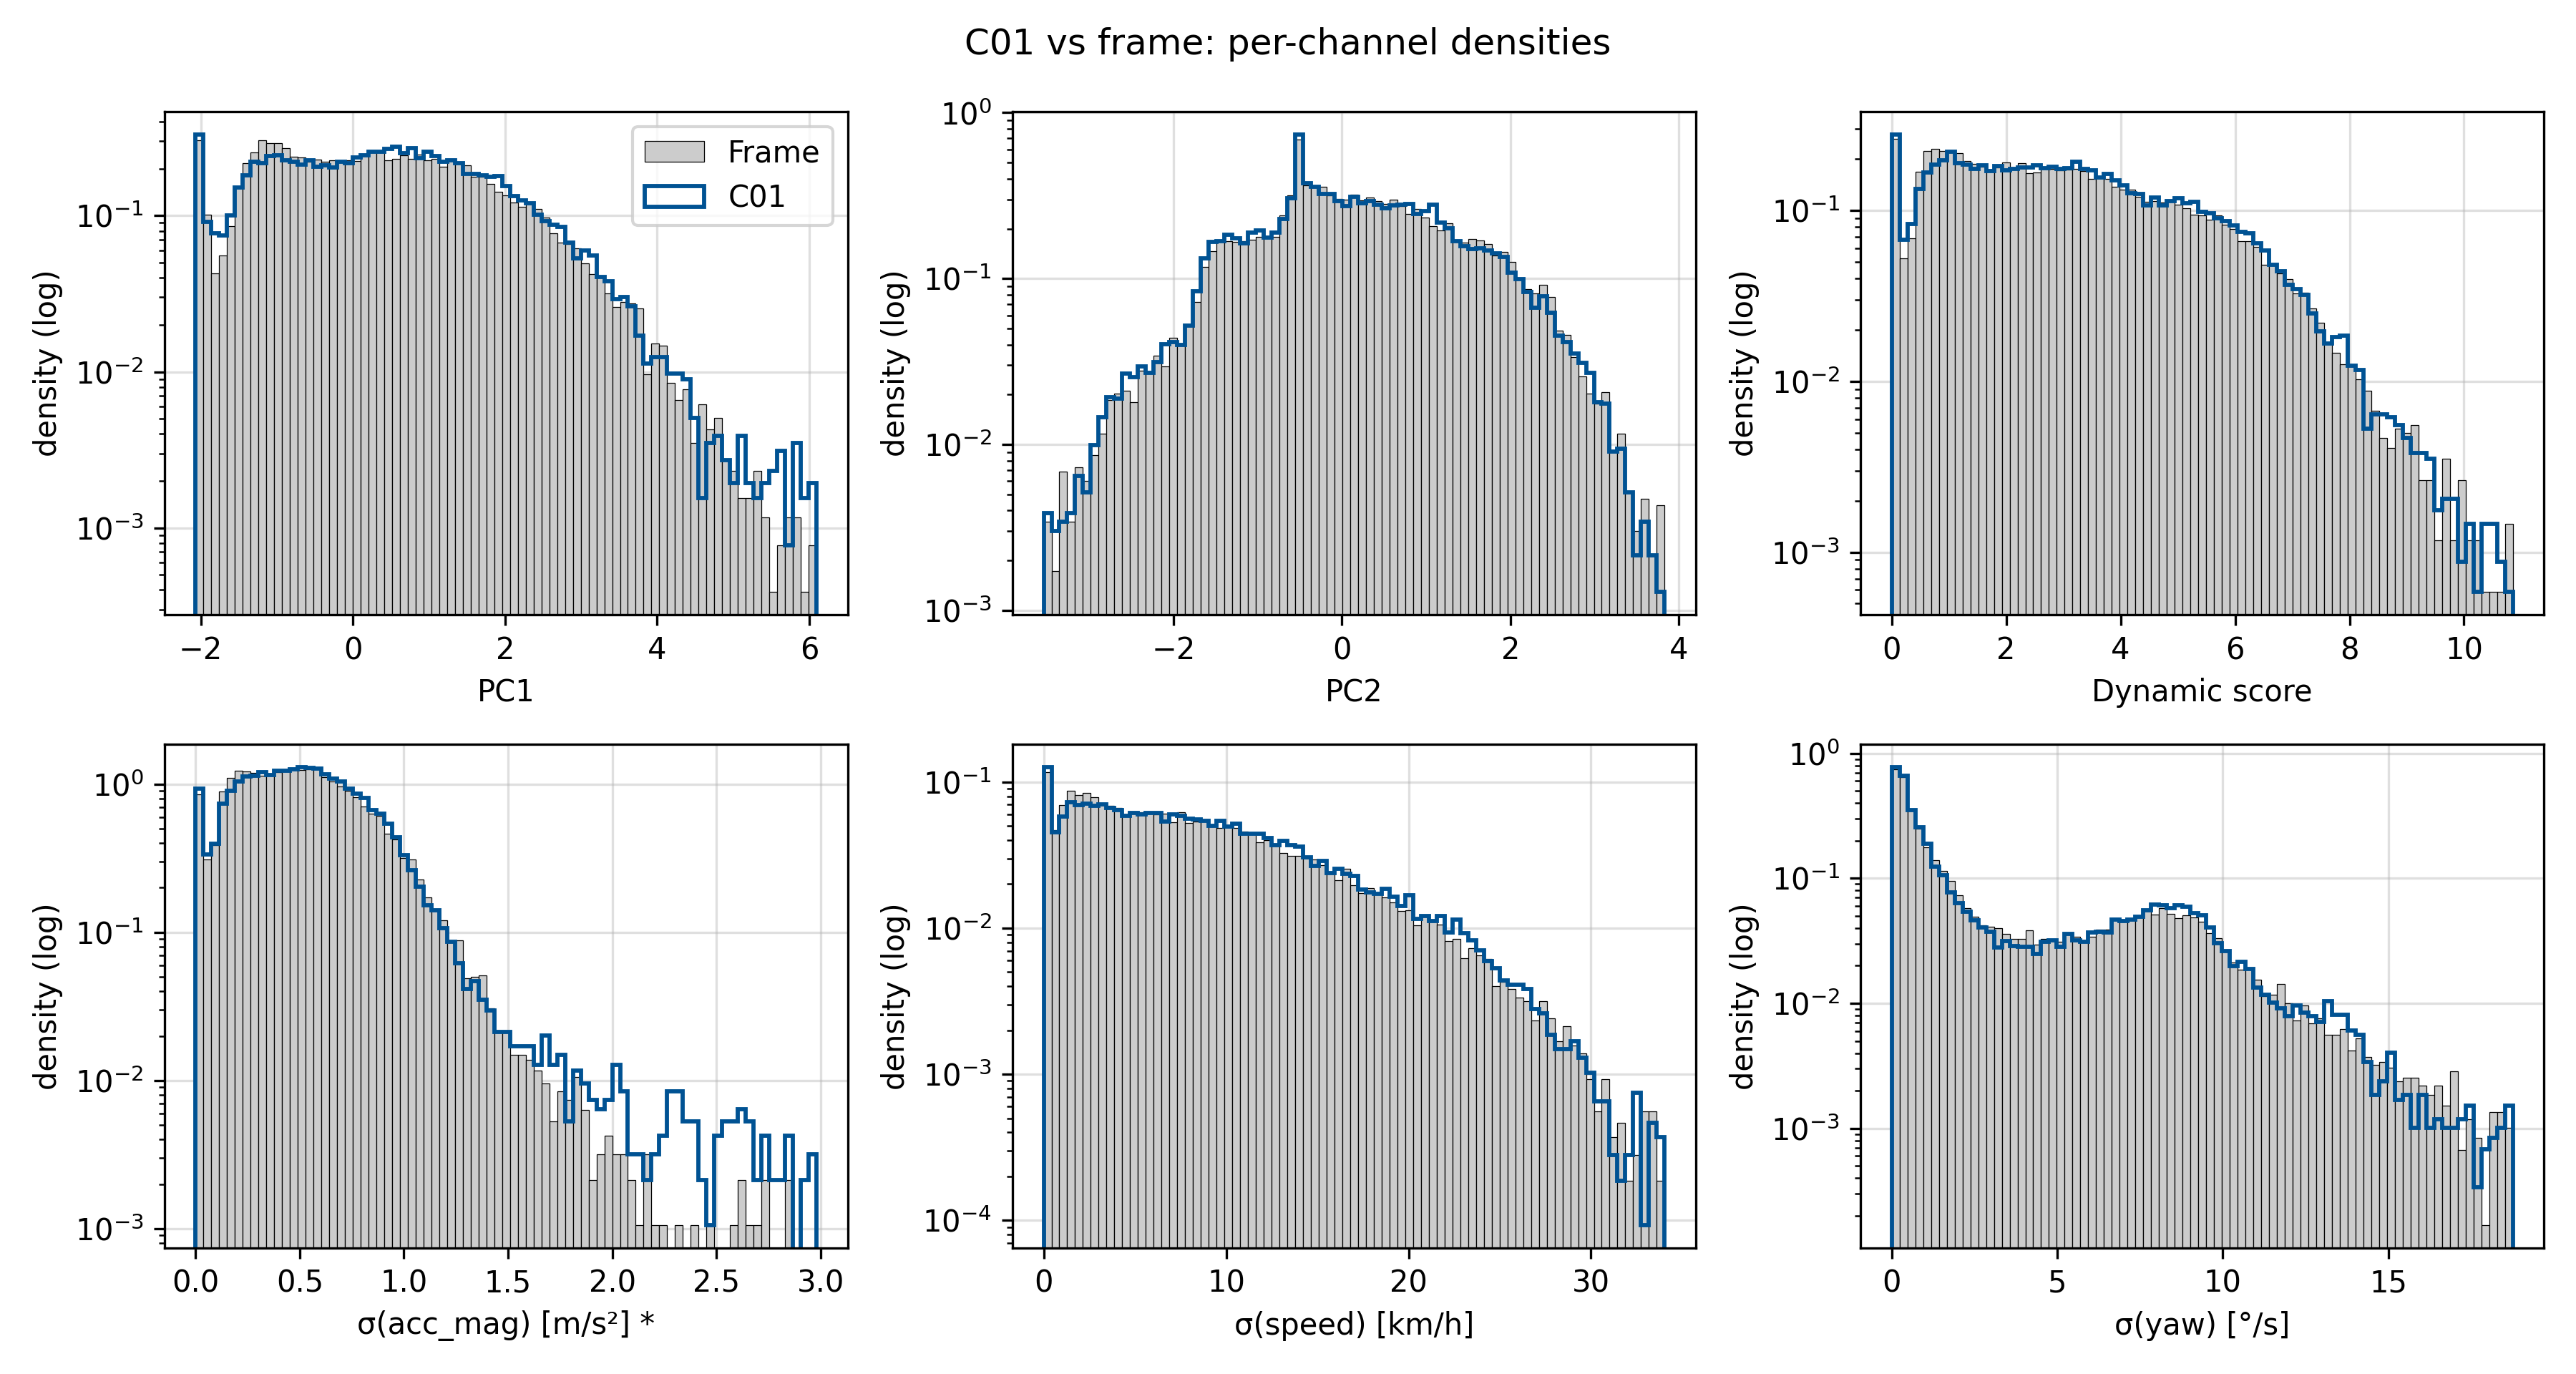 C01 vs frame: per-channel densities
Frame
C01
density (log)
10⁻¹
10⁻²
10⁻³
−2 0 2 4 6
PC1
density (log)
10⁰
10⁻¹
10⁻²
10⁻³
−2 0 2 4
PC2
density (log)
10⁻¹
10⁻²
10⁻³
0 2 4 6 8 10
Dynamic score
density (log)
10⁰
10⁻¹
10⁻²
10⁻³
0.0 0.5 1.0 1.5 2.0 2.5 3.0
σ(acc_mag) [m/s²] *
density (log)
10⁻¹
10⁻²
10⁻³
10⁻⁴
0 10 20 30
σ(speed) [km/h]
density (log)
10⁰
10⁻¹
10⁻²
10⁻³
0 5 10 15
σ(yaw) [°/s]